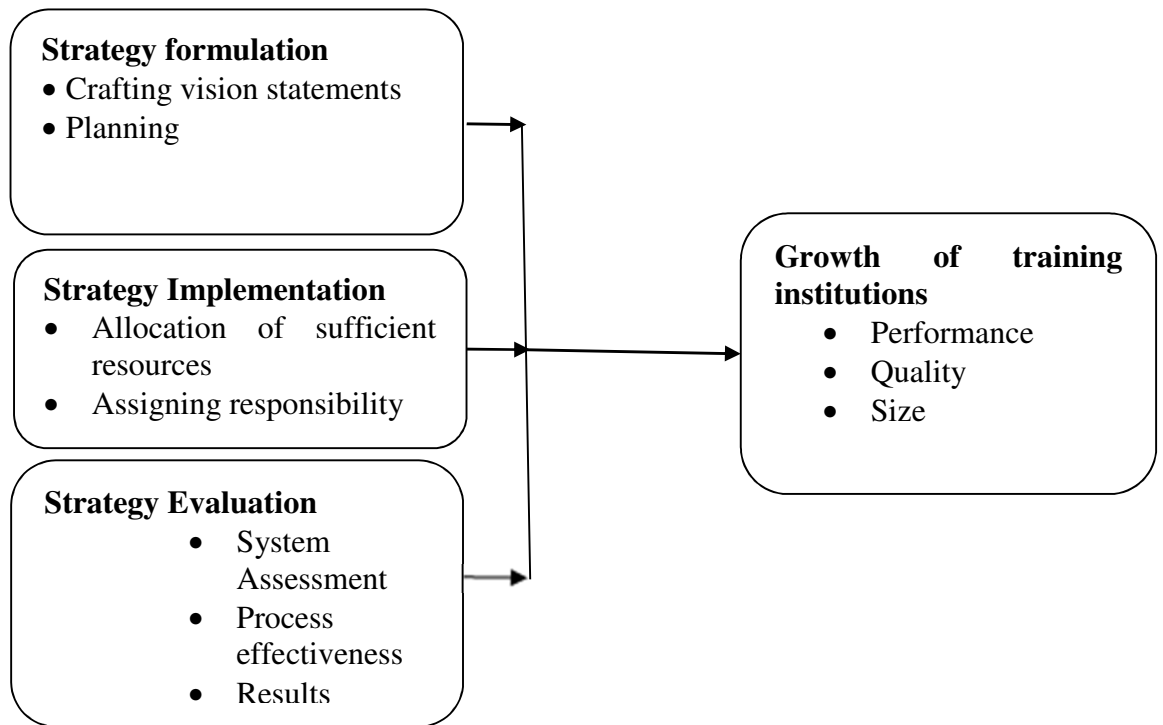 Strategy formulation
• Crafting vision statements
• Planning
Strategy Implementation
• Allocation of sufficient
resources
• Assigning responsibility
Strategy Evaluation
• System
Assessment
• Process
effectiveness
• Results
Growth of training
institutions
• Performance
• Quality
• Size